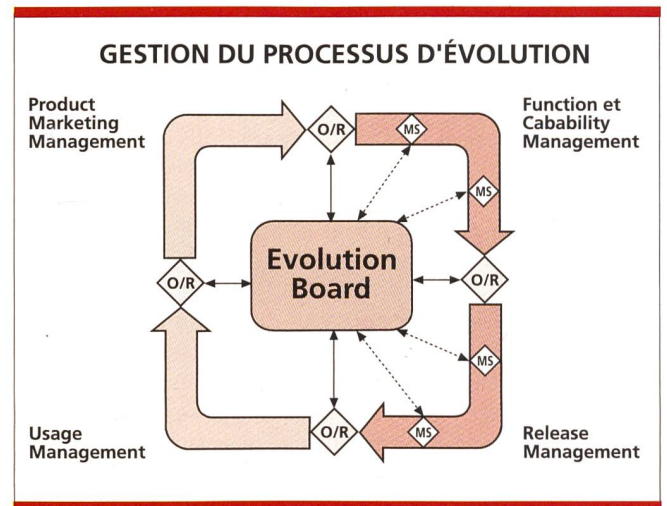 GESTION DU PROCESSUS D'ÉVOLUTION
Product
Marketing
Management
Function et
Cabability
Management
O/R
MS
MS
Evolution
Board
O/R
O/R
MS
O/R
MS
Usage
Management
Release
Management